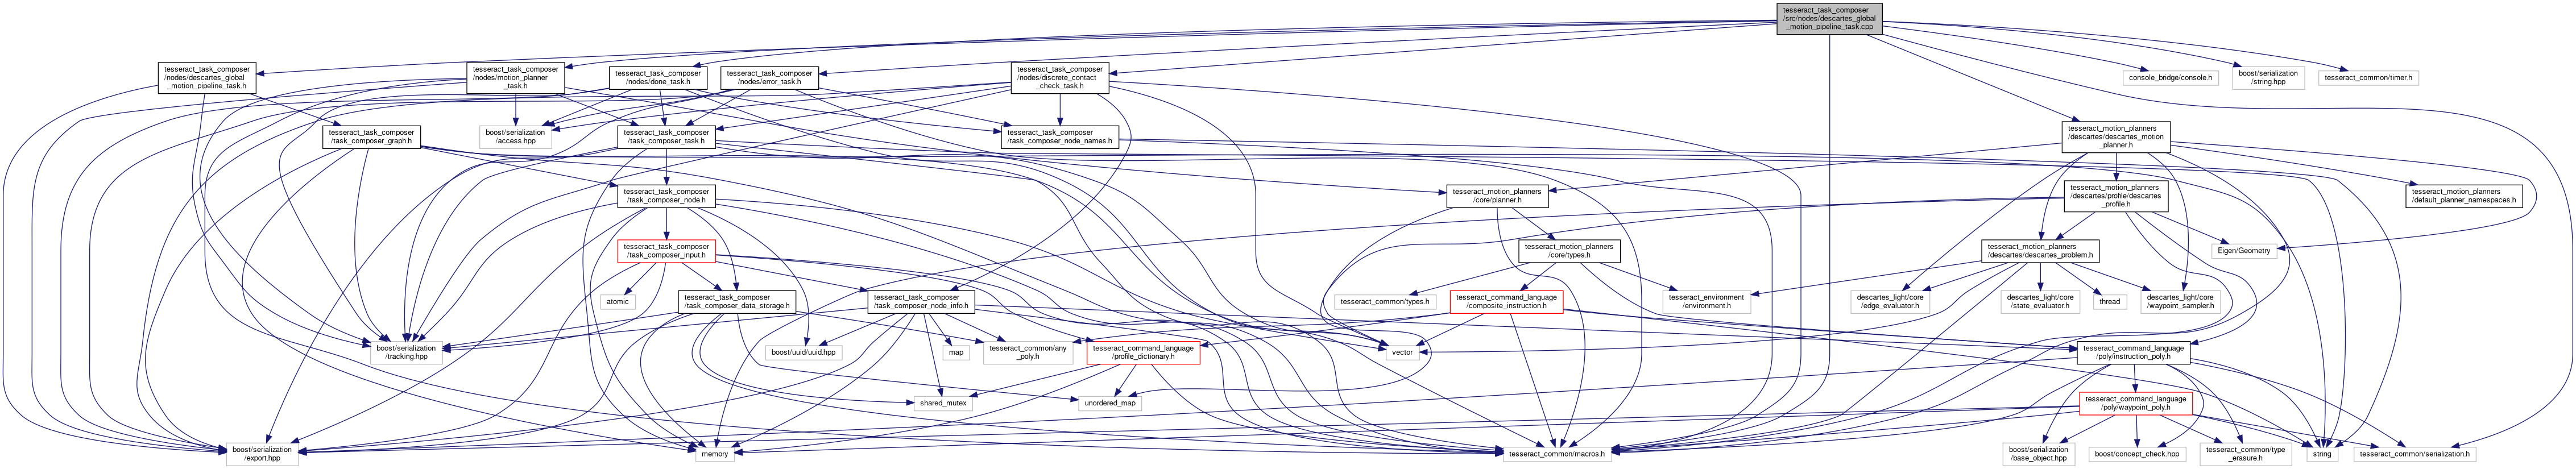 tesseract_task_composer
/src/nodes/descartes_global
_motion_pipeline_task.cpp
tesseract_task_composer
/nodes/descartes_global
_motion_pipeline_task.h
tesseract_task_composer
/nodes/motion_planner
_task.h
tesseract_task_composer
/nodes/done_task.h
tesseract_task_composer
/nodes/error_task.h
tesseract_task_composer
/nodes/discrete_contact
_check_task.h
console_bridge/console.h
boost/serialization
/string.hpp
tesseract_common/timer.h
tesseract_task_composer
/task_composer_graph.h
boost/serialization
/access.hpp
tesseract_task_composer
/task_composer_task.h
tesseract_task_composer
/task_composer_node_names.h
tesseract_motion_planners
/descartes/descartes_motion
_planner.h
tesseract_task_composer
/task_composer_node.h
tesseract_motion_planners
/core/planner.h
tesseract_motion_planners
/descartes/profile/descartes
_profile.h
tesseract_motion_planners
/default_planner_namespaces.h
tesseract_task_composer
/task_composer_input.h
tesseract_motion_planners
/core/types.h
tesseract_motion_planners
/descartes/descartes_problem.h
Eigen/Geometry
atomic
tesseract_task_composer
/task_composer_data_storage.h
tesseract_task_composer
/task_composer_node_info.h
tesseract_common/types.h
tesseract_command_language
/composite_instruction.h
tesseract_environment
/environment.h
descartes_light/core
/edge_evaluator.h
descartes_light/core
/state_evaluator.h
thread
descartes_light/core
/waypoint_sampler.h
boost/serialization
/tracking.hpp
boost/uuid/uuid.hpp
map
tesseract_common/any
_poly.h
tesseract_command_language
/profile_dictionary.h
vector
tesseract_command_language
/poly/instruction_poly.h
shared_mutex
unordered_map
tesseract_command_language
/poly/waypoint_poly.h
boost/serialization
/export.hpp
memory
tesseract_common/macros.h
boost/serialization
/base_object.hpp
boost/concept_check.hpp
tesseract_common/type
_erasure.h
string
tesseract_common/serialization.h